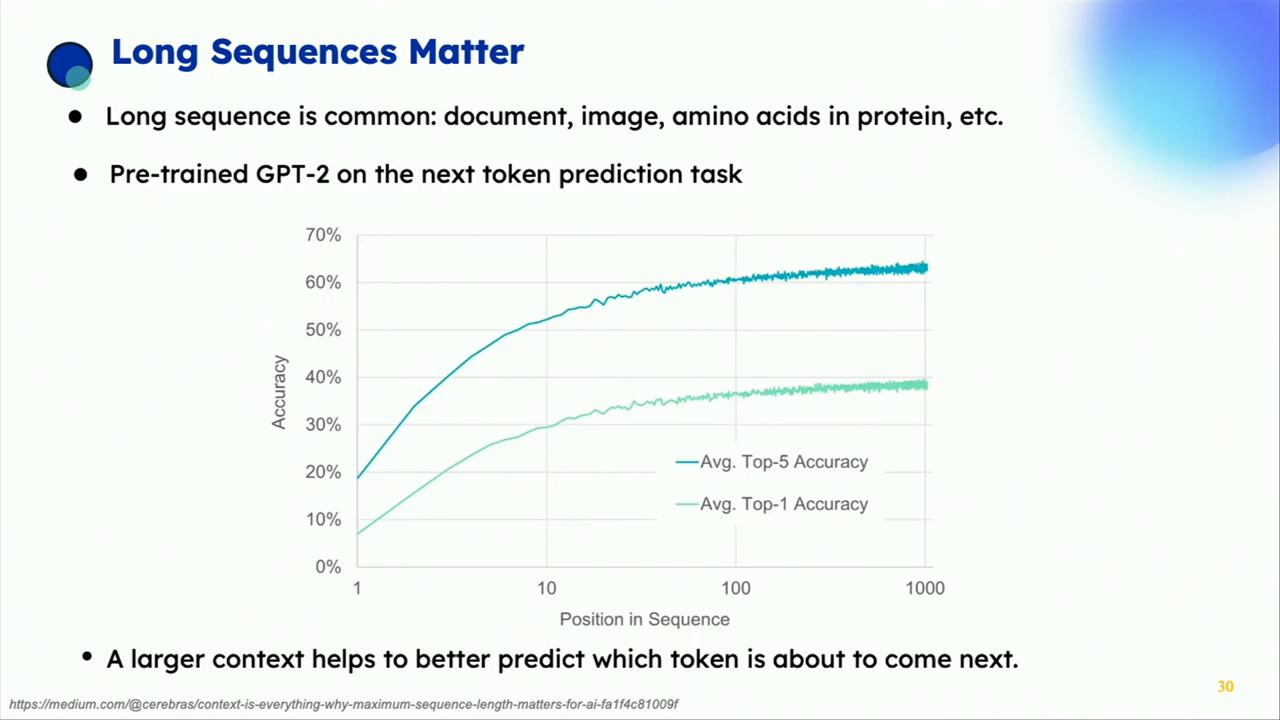 Long Sequences Matter
● Long sequence is common: document, image, amino acids in protein, etc.
● Pre-trained GPT-2 on the next token prediction task
70%
60%
50%
40%
30%
20%
10%
0%
Accuracy
Avg. Top-5 Accuracy
Avg. Top-1 Accuracy
1 10 100 1000
Position in Sequence
• A larger context helps to better predict which token is about to come next.
https://medium.com/@cerebras/context-is-everything-why-maximum-sequence-length-matters-for-ai-fa1f4c81009f
30